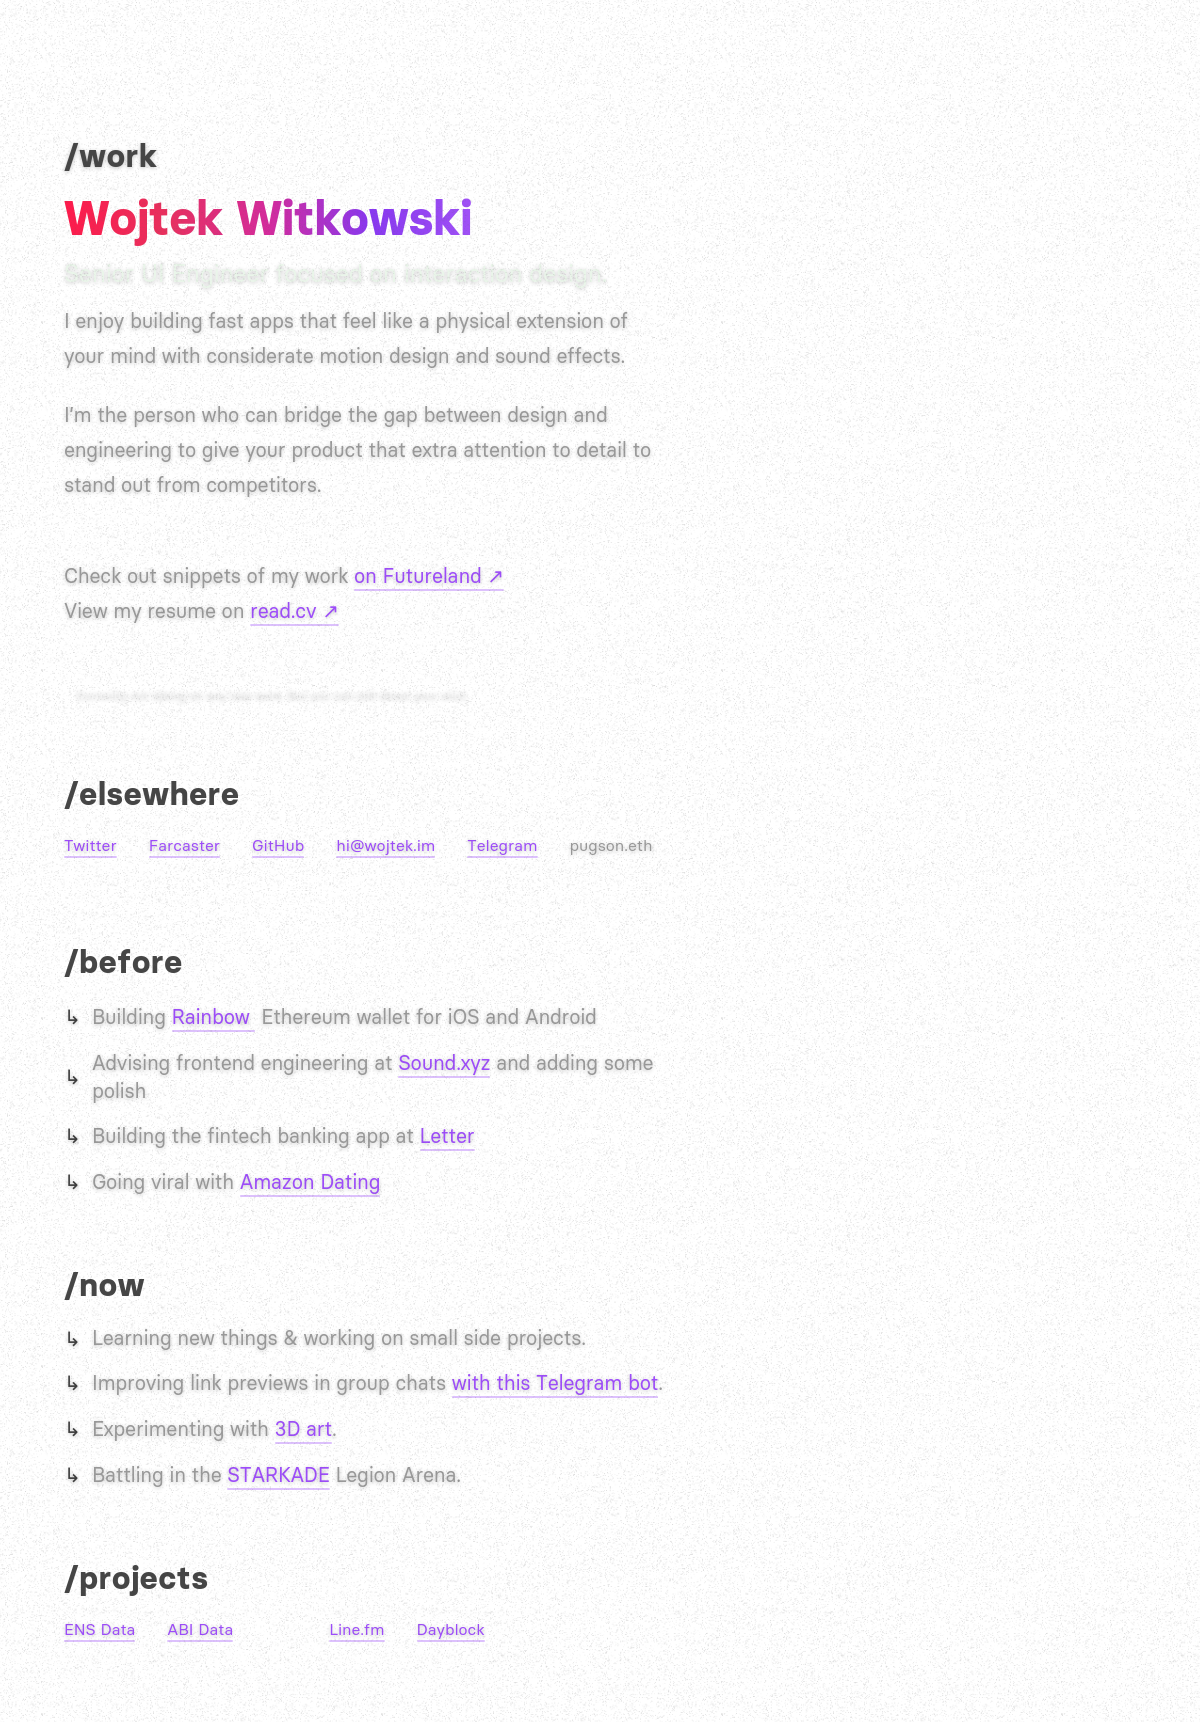 /work
Wojtek Witkowski
Senior UI Engineer focused on interaction design.
I enjoy building fast apps that feel like a physical extension of
your mind with considerate motion design and sound effects.
I’m the person who can bridge the gap between design and
engineering to give your product that extra attention to detail to
stand out from competitors.
Check out snippets of my work on Futureland ↗
View my resume on read.cv ↗
/elsewhere
Twitter Farcaster GitHub hi@wojtek.im Telegram pugson.eth
/before
↳ Building Rainbow Ethereum wallet for iOS and Android
↳ Advising frontend engineering at Sound.xyz and adding some
polish
↳ Building the fintech banking app at Letter
↳ Going viral with Amazon Dating
/now
↳ Learning new things & working on small side projects.
↳ Improving link previews in group chats with this Telegram bot.
↳ Experimenting with 3D art.
↳ Battling in the STARKADE Legion Arena.
/projects
ENS Data ABI Data Line.fm Dayblock